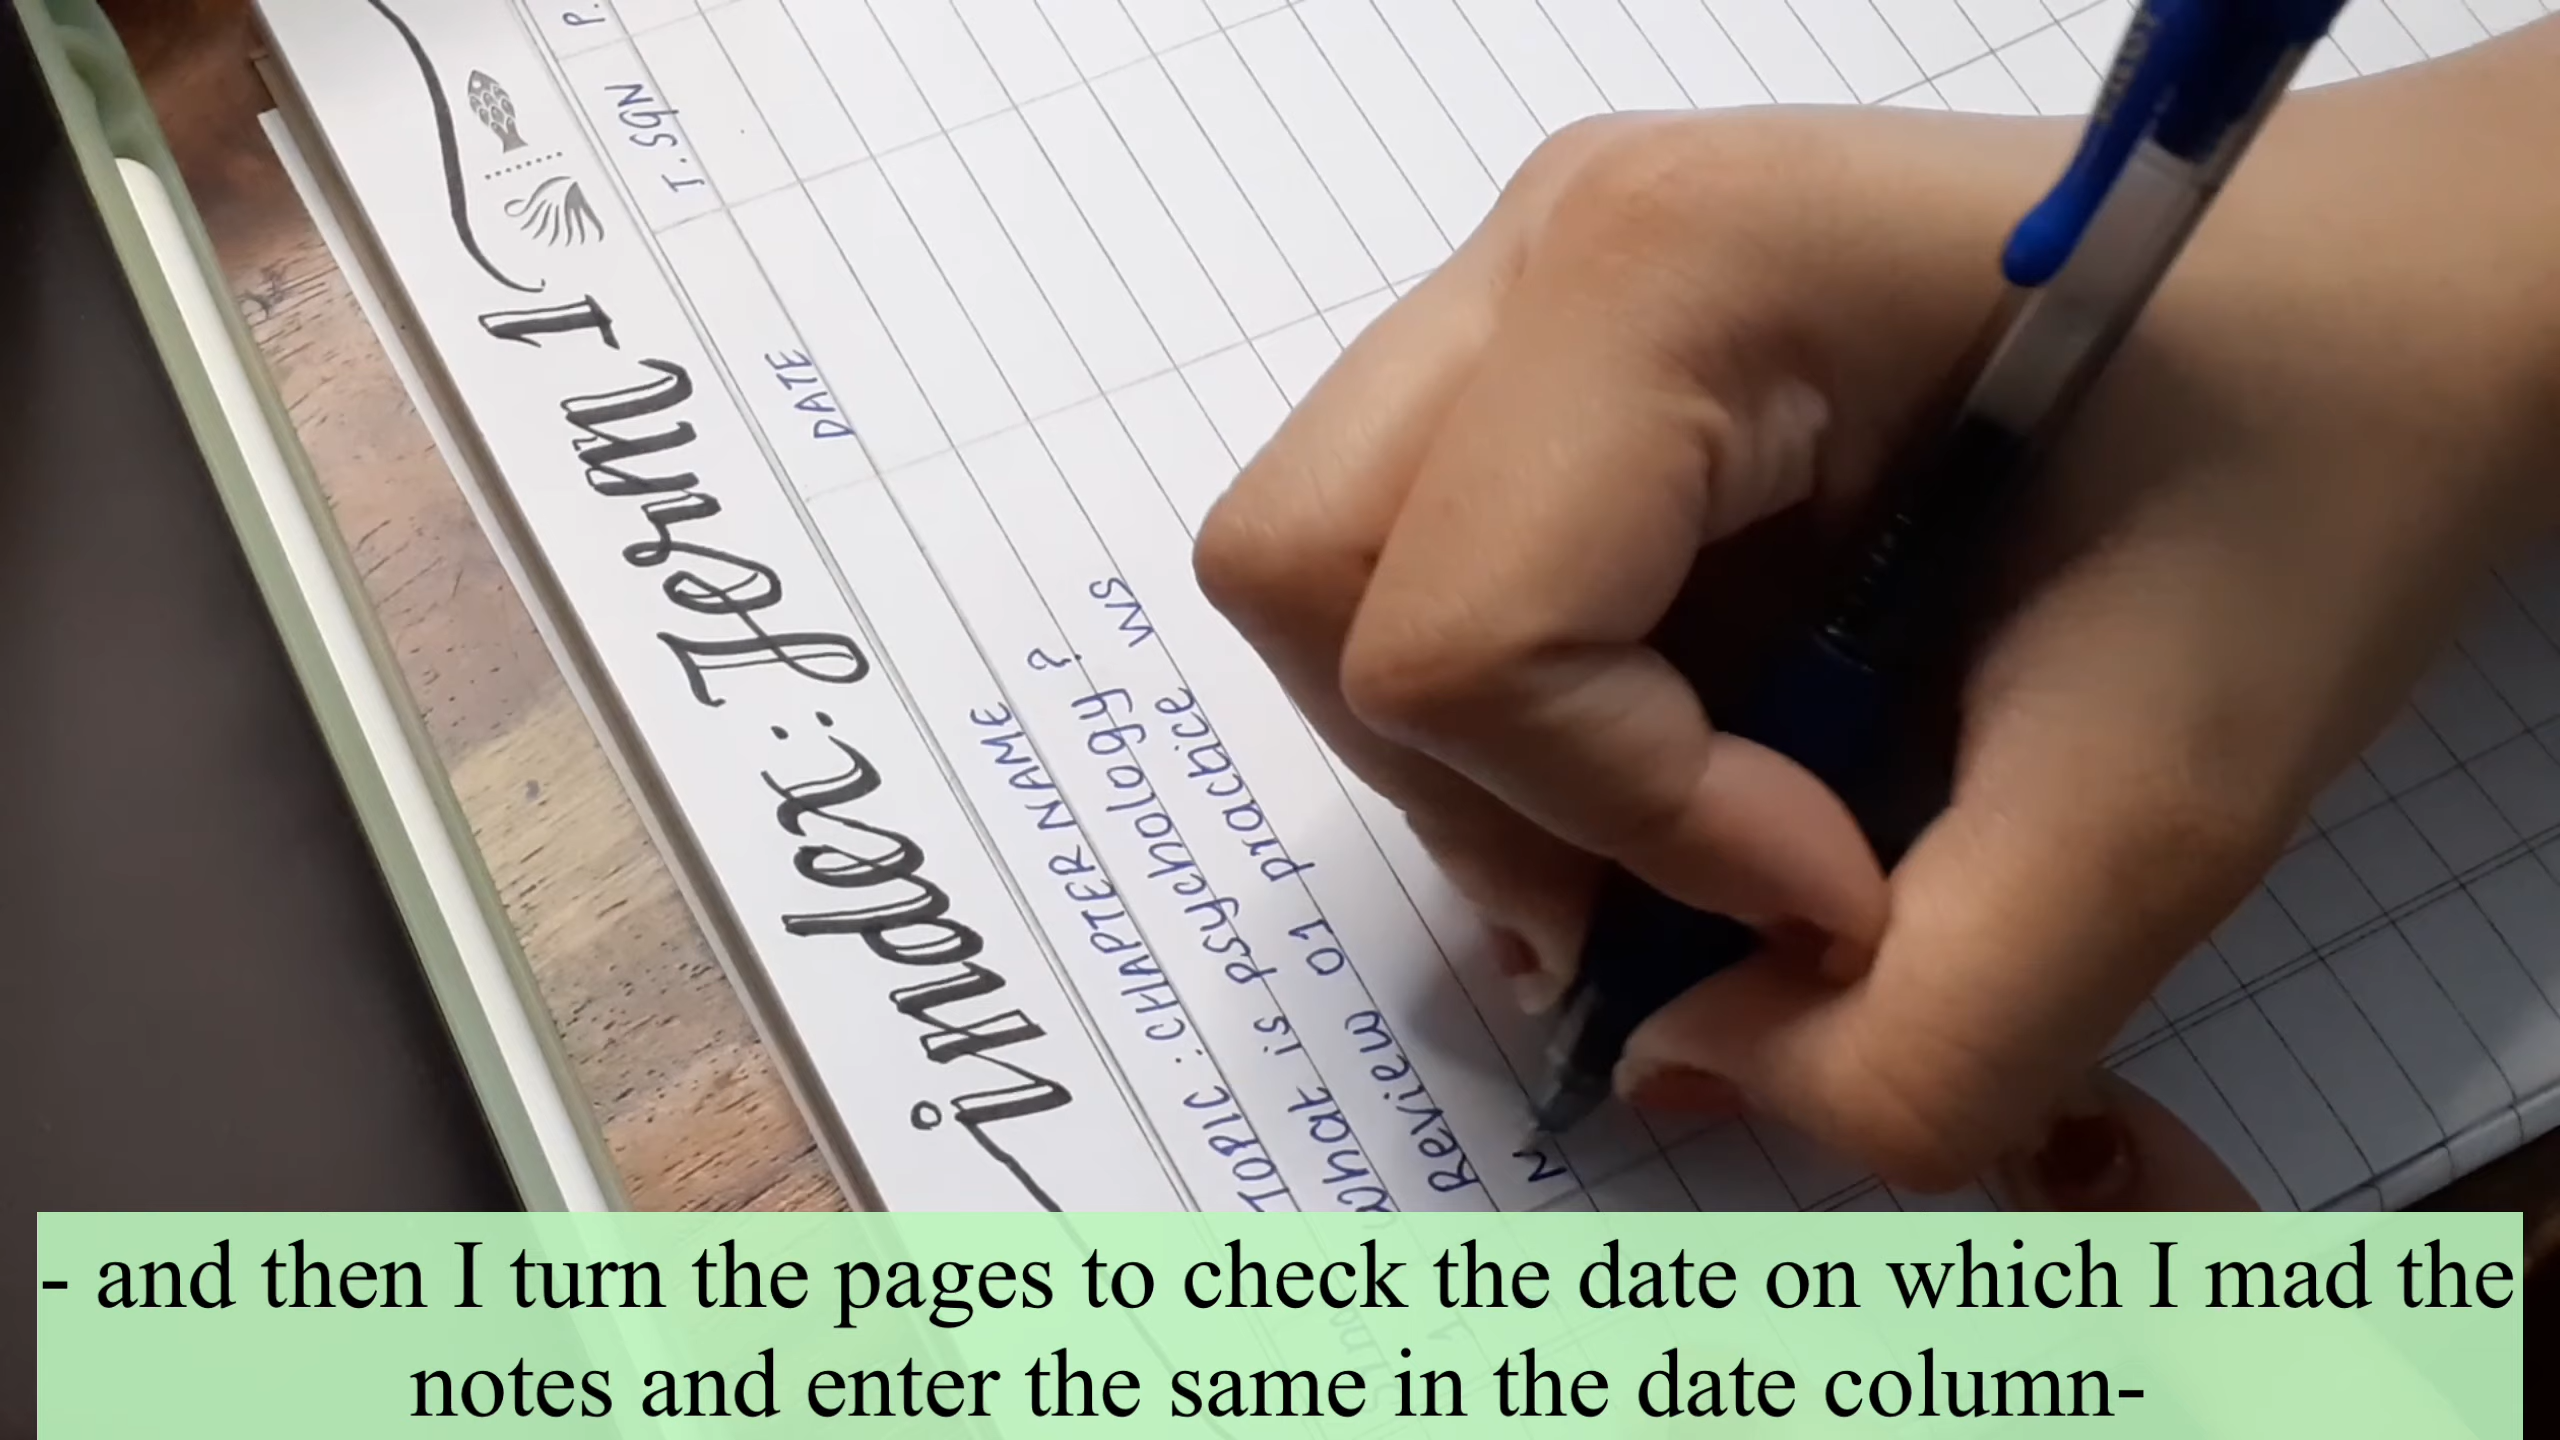 index: Term I
TOPIC : CHAPTER NAME DATE T. SGN P.
What is psychology ?
Review 01 practice WS
N
- and then I turn the pages to check the date on which I mad the
notes and enter the same in the date column-